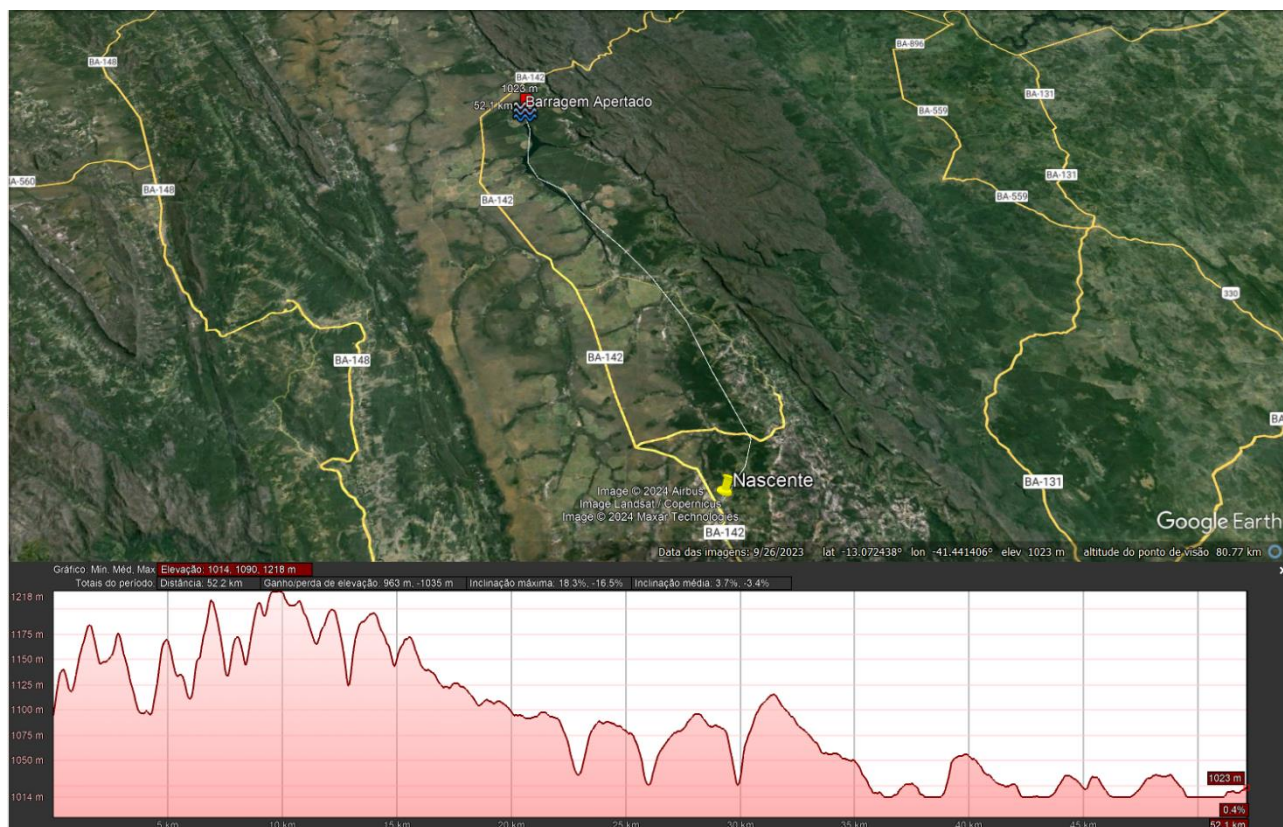 BA-148
BA-896
BA-142
1023 m
BA-131
52.1 km
Barragem Apertado
BA-559
BA-148
BA-131
BA-560
BA-148
BA-142
BA-559
330
BA-142
BA-148
BA-131
Nascente
Image © 2024 Airbus
Image Landsat / Copernicus
Image © 2024 Maxar Technologies
BA-142
Google Earth
Data das imagens: 9/26/2023 lat -13.072438° lon -41.441406° elev 1023 m altitude do ponto de visão 80.77 km
Gráfico: Mín. Méd. Máx Elevação: 1014, 1090, 1218 m
Totais do período: Distância: 52.2 km Ganho/perda de elevação: 963 m, -1035 m Inclinação máxima: 18.3%, -16.5% Inclinação média: 3.7%, -3.4%
1218 m
1175 m
1150 m
1125 m
1100 m
1075 m
1050 m
1023 m
1014 m
0.4%
5 km 10 km 15 km 20 km 25 km 30 km 35 km 40 km 45 km 52.1 km